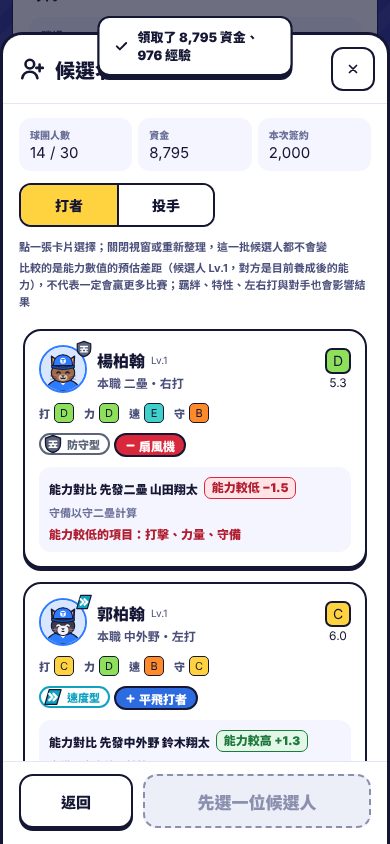 領取了 8,795 資金、
976 經驗
候選
球團人數
14 / 30
資金
8,795
本次簽約
2,000
打者
投手
點一張卡片選擇；關閉視窗或重新整理，這一批候選人都不會變
比較的是能力數值的預估差距（候選人 Lv.1，對方是目前養成後的能
力），不代表一定會贏更多比賽；羈絆、特性、左右打與對手也會影響結
果
楊柏翰 Lv.1
D
本職 二壘・右打
5.3
打 D 力 D 速 E 守 B
防守型
− 扇風機
能力對比 先發二壘 山田翔太 能力較低 −1.5
守備以守二壘計算
能力較低的項目：打擊、力量、守備
郭柏翰 Lv.1
C
本職 中外野・左打
6.0
打 C 力 D 速 B 守 C
速度型
+ 平飛打者
能力對比 先發中外野 鈴木翔太 能力較高 +1.3
返回
先選一位候選人